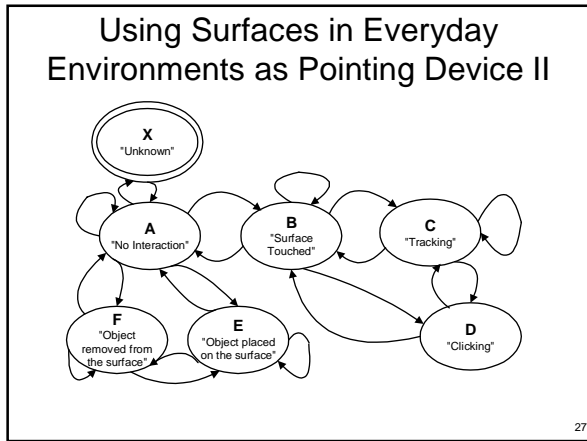 Using Surfaces in Everyday
Environments as Pointing Device II
X
"Unknown"
A
"No Interaction"
B
"Surface
Touched"
C
"Tracking"
F
"Object
removed from
the surface"
E
"Object placed
on the surface"
D
"Clicking"
27